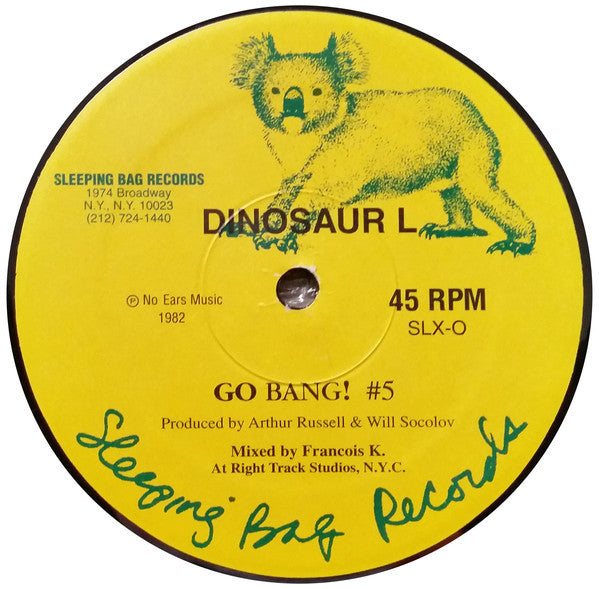 SLEEPING BAG RECORDS
1974 Broadway
N.Y., N.Y. 10023
(212) 724-1440
DINOSAUR L
℗ No Ears Music
1982
45 RPM
SLX-O
GO BANG! #5
Produced by Arthur Russell & Will Socolov
Mixed by Francois K.
At Right Track Studios, N.Y.C.
Sleeping Bag Records